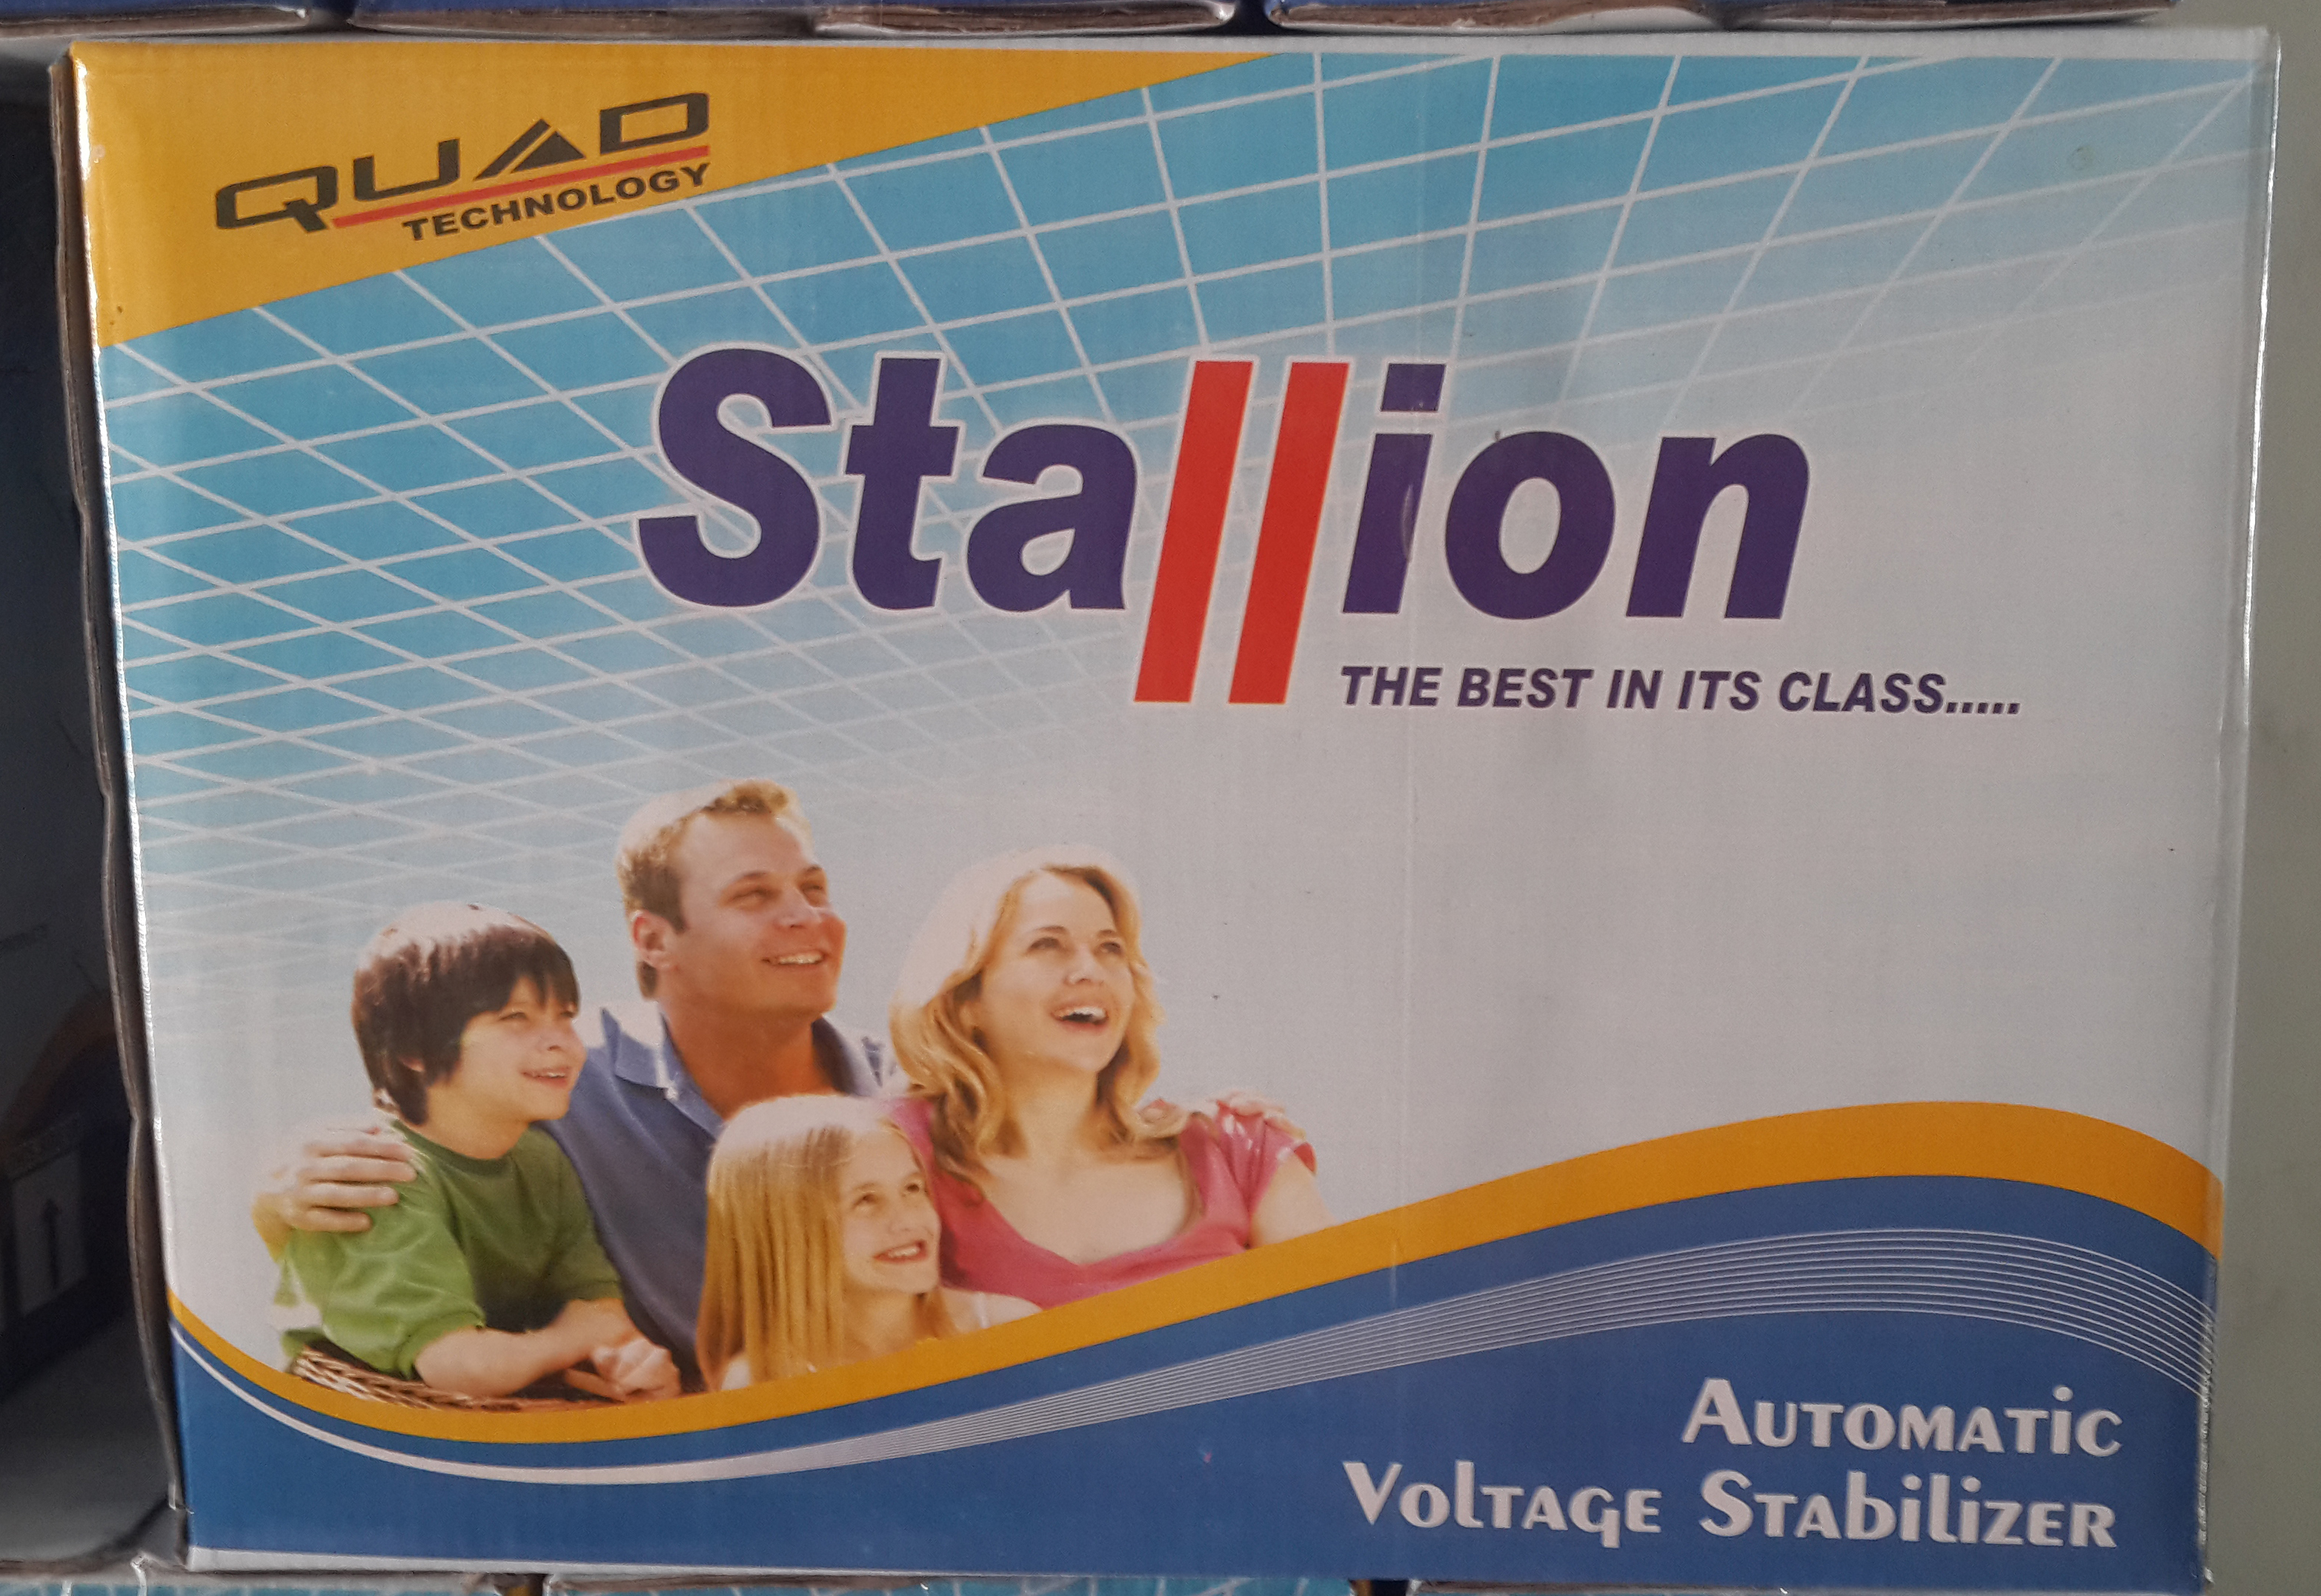 QUAD
TECHNOLOGY
Stallion
THE BEST IN ITS CLASS.....
AUTOMATIC
VOLTAGE STABILIZER